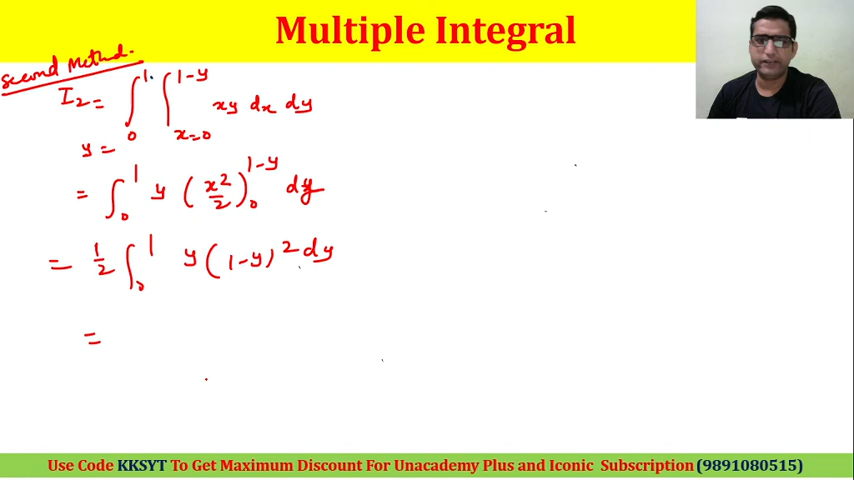 Multiple Integral
Second Method.
I₂ = ∫₀¹ ∫ₓ₌₀^{1-y} xy dx dy
y =
= ∫₀¹ y (x²/2)₀^{1-y} dy
= 1/2 ∫₀¹ y (1-y)² dy
=
Use Code KKSYT To Get Maximum Discount For Unacademy Plus and Iconic Subscription (9891080515)